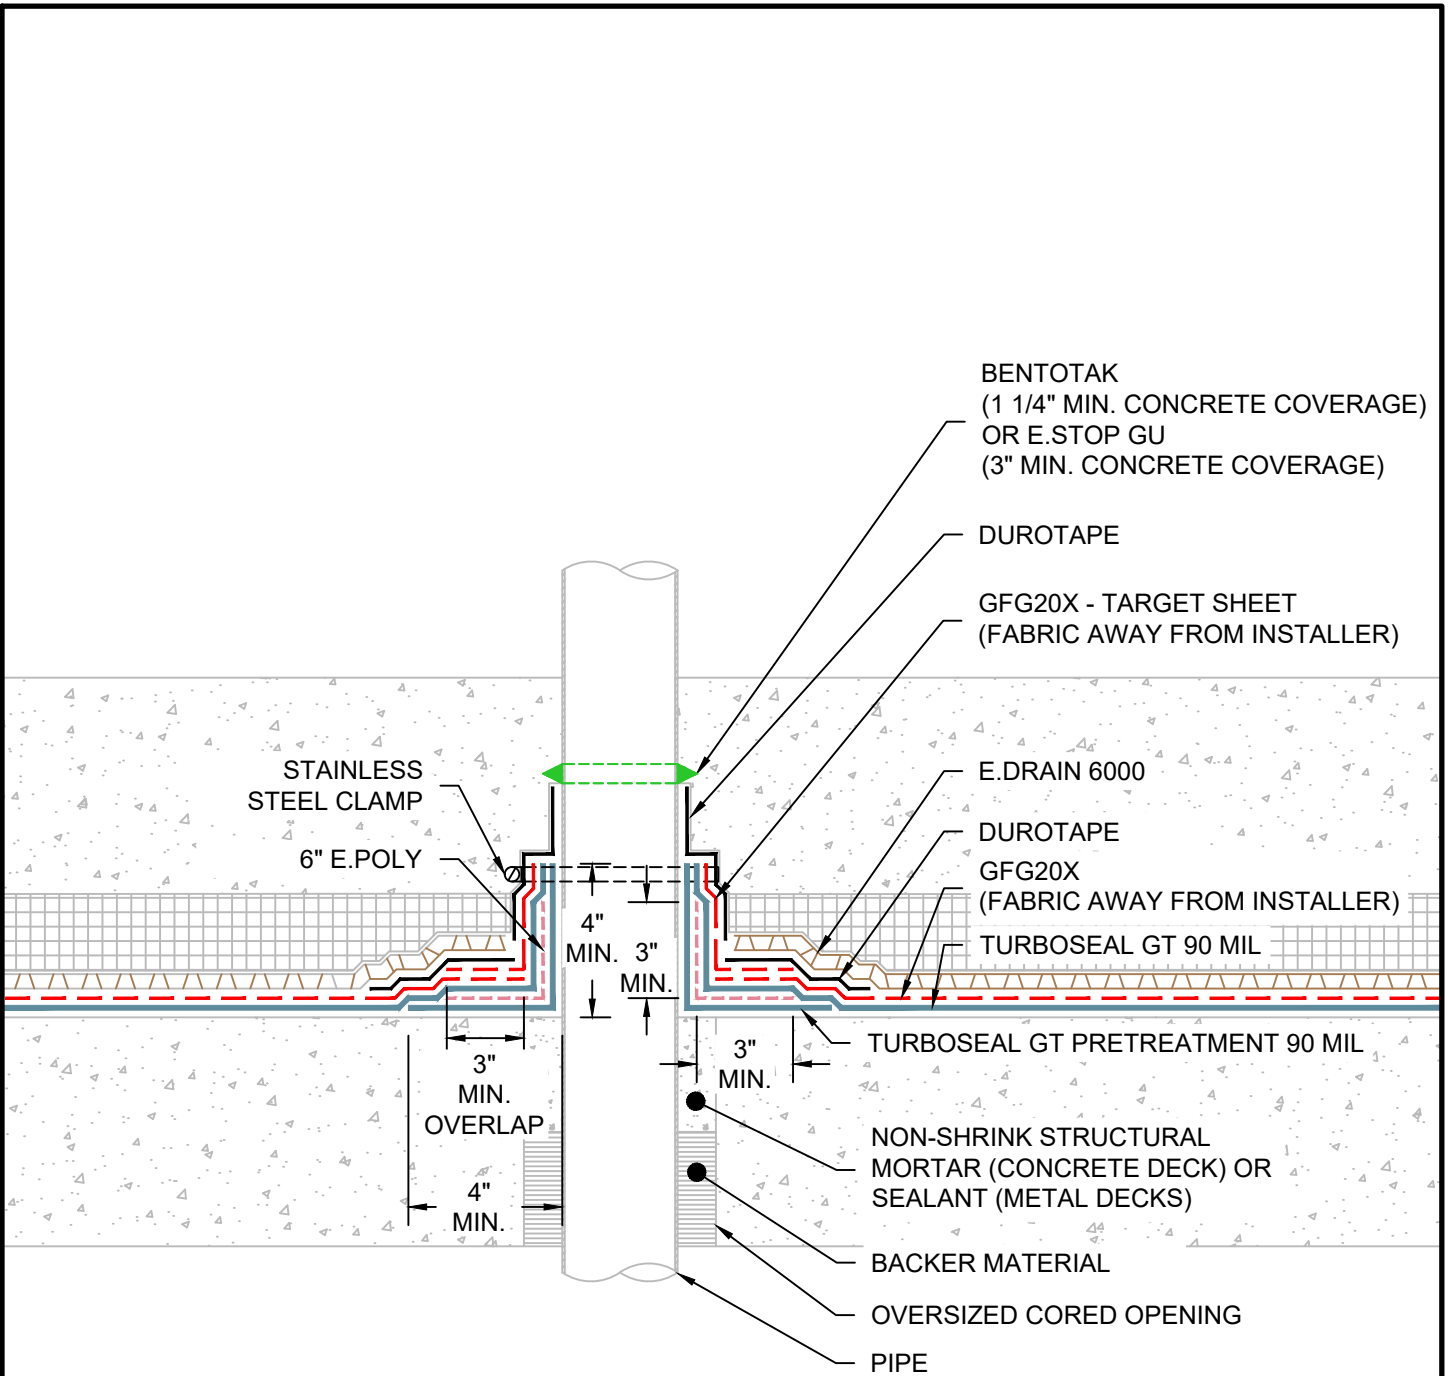 BENTOTAK
(1 1/4" MIN. CONCRETE COVERAGE)
OR E.STOP GU
(3" MIN. CONCRETE COVERAGE)
DUROTAPE
GFG20X - TARGET SHEET
(FABRIC AWAY FROM INSTALLER)
STAINLESS
STEEL CLAMP
6" E.POLY
E.DRAIN 6000
DUROTAPE
GFG20X
(FABRIC AWAY FROM INSTALLER)
TURBOSEAL GT 90 MIL
4"
MIN.
3"
MIN.
TURBOSEAL GT PRETREATMENT 90 MIL
3"
MIN.
OVERLAP
3"
MIN.
4"
MIN.
NON-SHRINK STRUCTURAL
MORTAR (CONCRETE DECK) OR
SEALANT (METAL DECKS)
BACKER MATERIAL
OVERSIZED CORED OPENING
PIPE